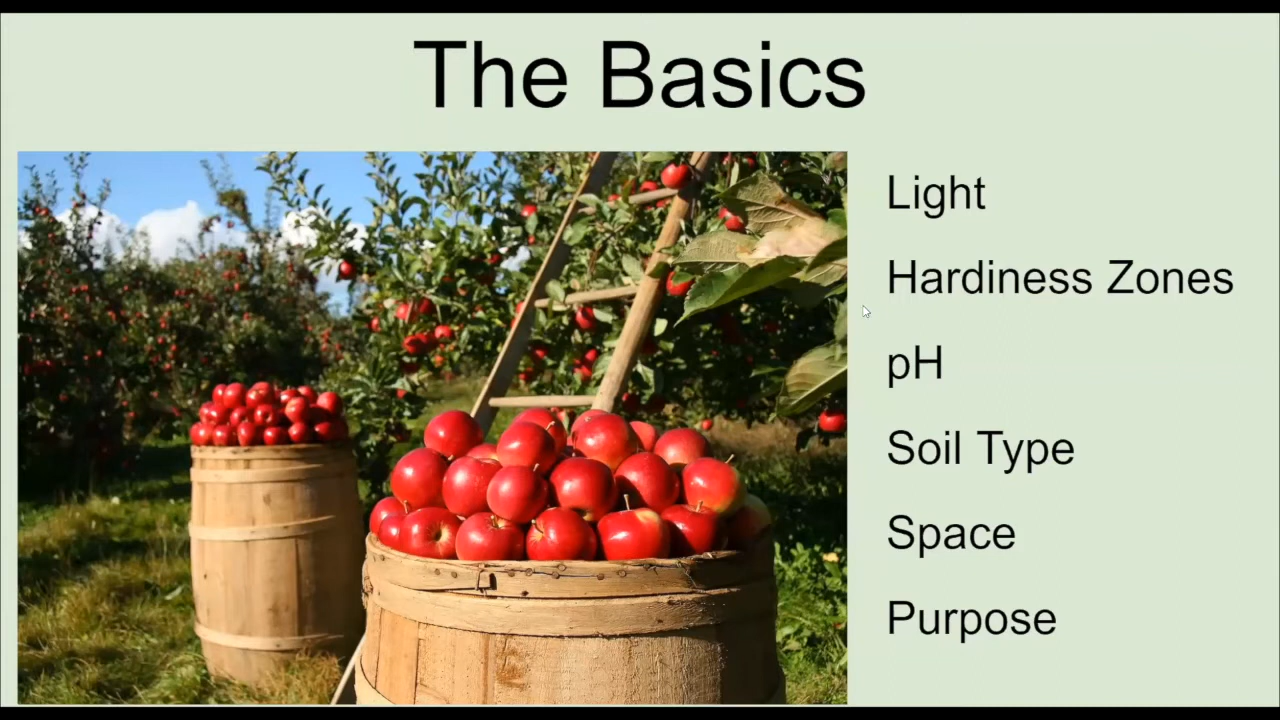 The Basics
Light
Hardiness Zones
pH
Soil Type
Space
Purpose